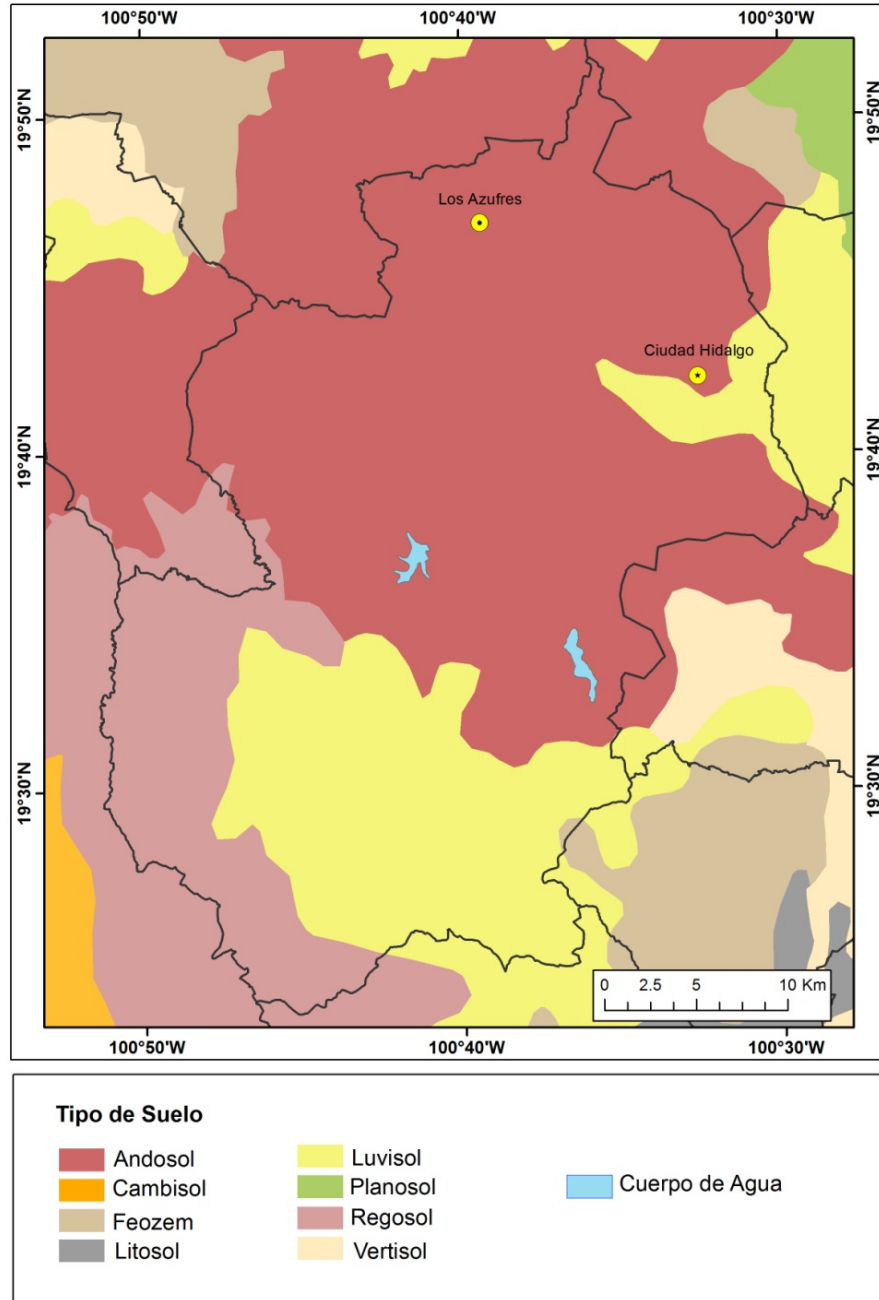 100°50'W 100°40'W 100°30'W
19°50'N 19°50'N
Los Azufres
Ciudad Hidalgo
19°40'N 19°40'N
19°30'N 19°30'N
0 2.5 5 10 Km
100°50'W 100°40'W 100°30'W
Tipo de Suelo
Andosol Luvisol Cuerpo de Agua
Cambisol Planosol
Feozem Regosol
Litosol Vertisol